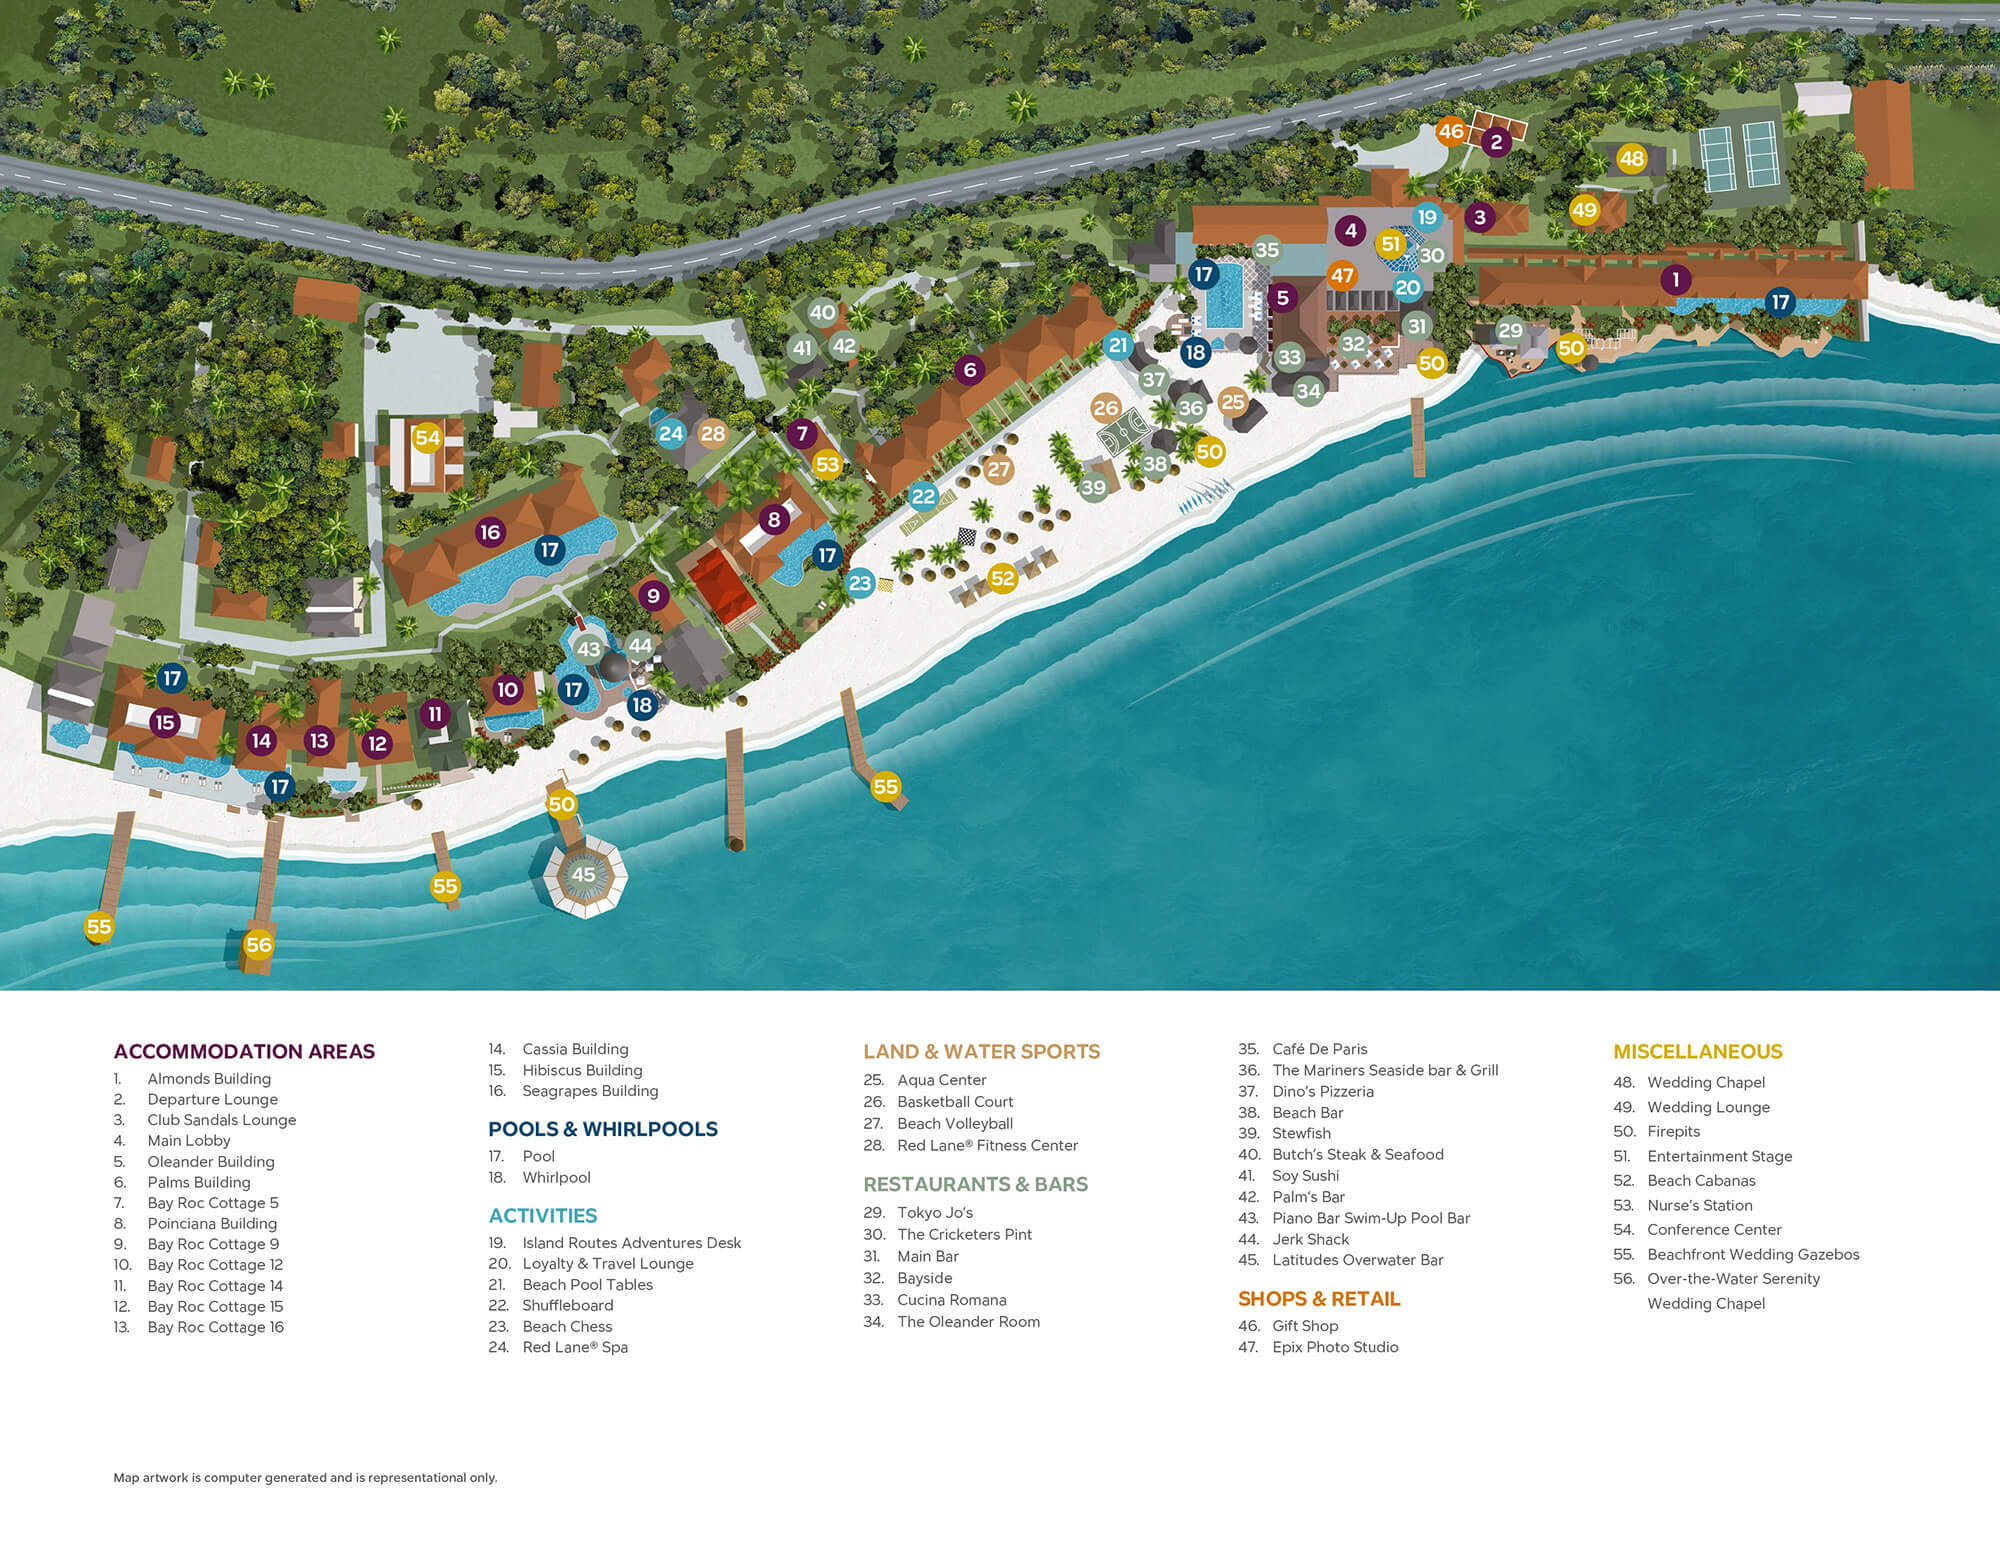 46
2
48
49
19
3
4
51
30
35
17
47
20
1
17
5
40
31
29
32
41
42
21
18
33
50
50
6
37
34
26
36
25
54
24
28
7
53
38
50
27
39
22
16
17
8
17
23
52
9
43
44
17
10
17
18
15
11
14
13
12
17
55
50
45
55
55
56
ACCOMMODATION AREAS
1. Almonds Building
2. Departure Lounge
3. Club Sandals Lounge
4. Main Lobby
5. Oleander Building
6. Palms Building
7. Bay Roc Cottage 5
8. Poinciana Building
9. Bay Roc Cottage 9
10. Bay Roc Cottage 12
11. Bay Roc Cottage 14
12. Bay Roc Cottage 15
13. Bay Roc Cottage 16
14. Cassia Building
15. Hibiscus Building
16. Seagrapes Building
POOLS & WHIRLPOOLS
17. Pool
18. Whirlpool
ACTIVITIES
19. Island Routes Adventures Desk
20. Loyalty & Travel Lounge
21. Beach Pool Tables
22. Shuffleboard
23. Beach Chess
24. Red Lane® Spa
LAND & WATER SPORTS
25. Aqua Center
26. Basketball Court
27. Beach Volleyball
28. Red Lane® Fitness Center
RESTAURANTS & BARS
29. Tokyo Jo's
30. The Cricketers Pint
31. Main Bar
32. Bayside
33. Cucina Romana
34. The Oleander Room
35. Café De Paris
36. The Mariners Seaside bar & Grill
37. Dino's Pizzeria
38. Beach Bar
39. Stewfish
40. Butch's Steak & Seafood
41. Soy Sushi
42. Palm's Bar
43. Piano Bar Swim-Up Pool Bar
44. Jerk Shack
45. Latitudes Overwater Bar
SHOPS & RETAIL
46. Gift Shop
47. Epix Photo Studio
MISCELLANEOUS
48. Wedding Chapel
49. Wedding Lounge
50. Firepits
51. Entertainment Stage
52. Beach Cabanas
53. Nurse's Station
54. Conference Center
55. Beachfront Wedding Gazebos
56. Over-the-Water Serenity
Wedding Chapel
Map artwork is computer generated and is representational only.